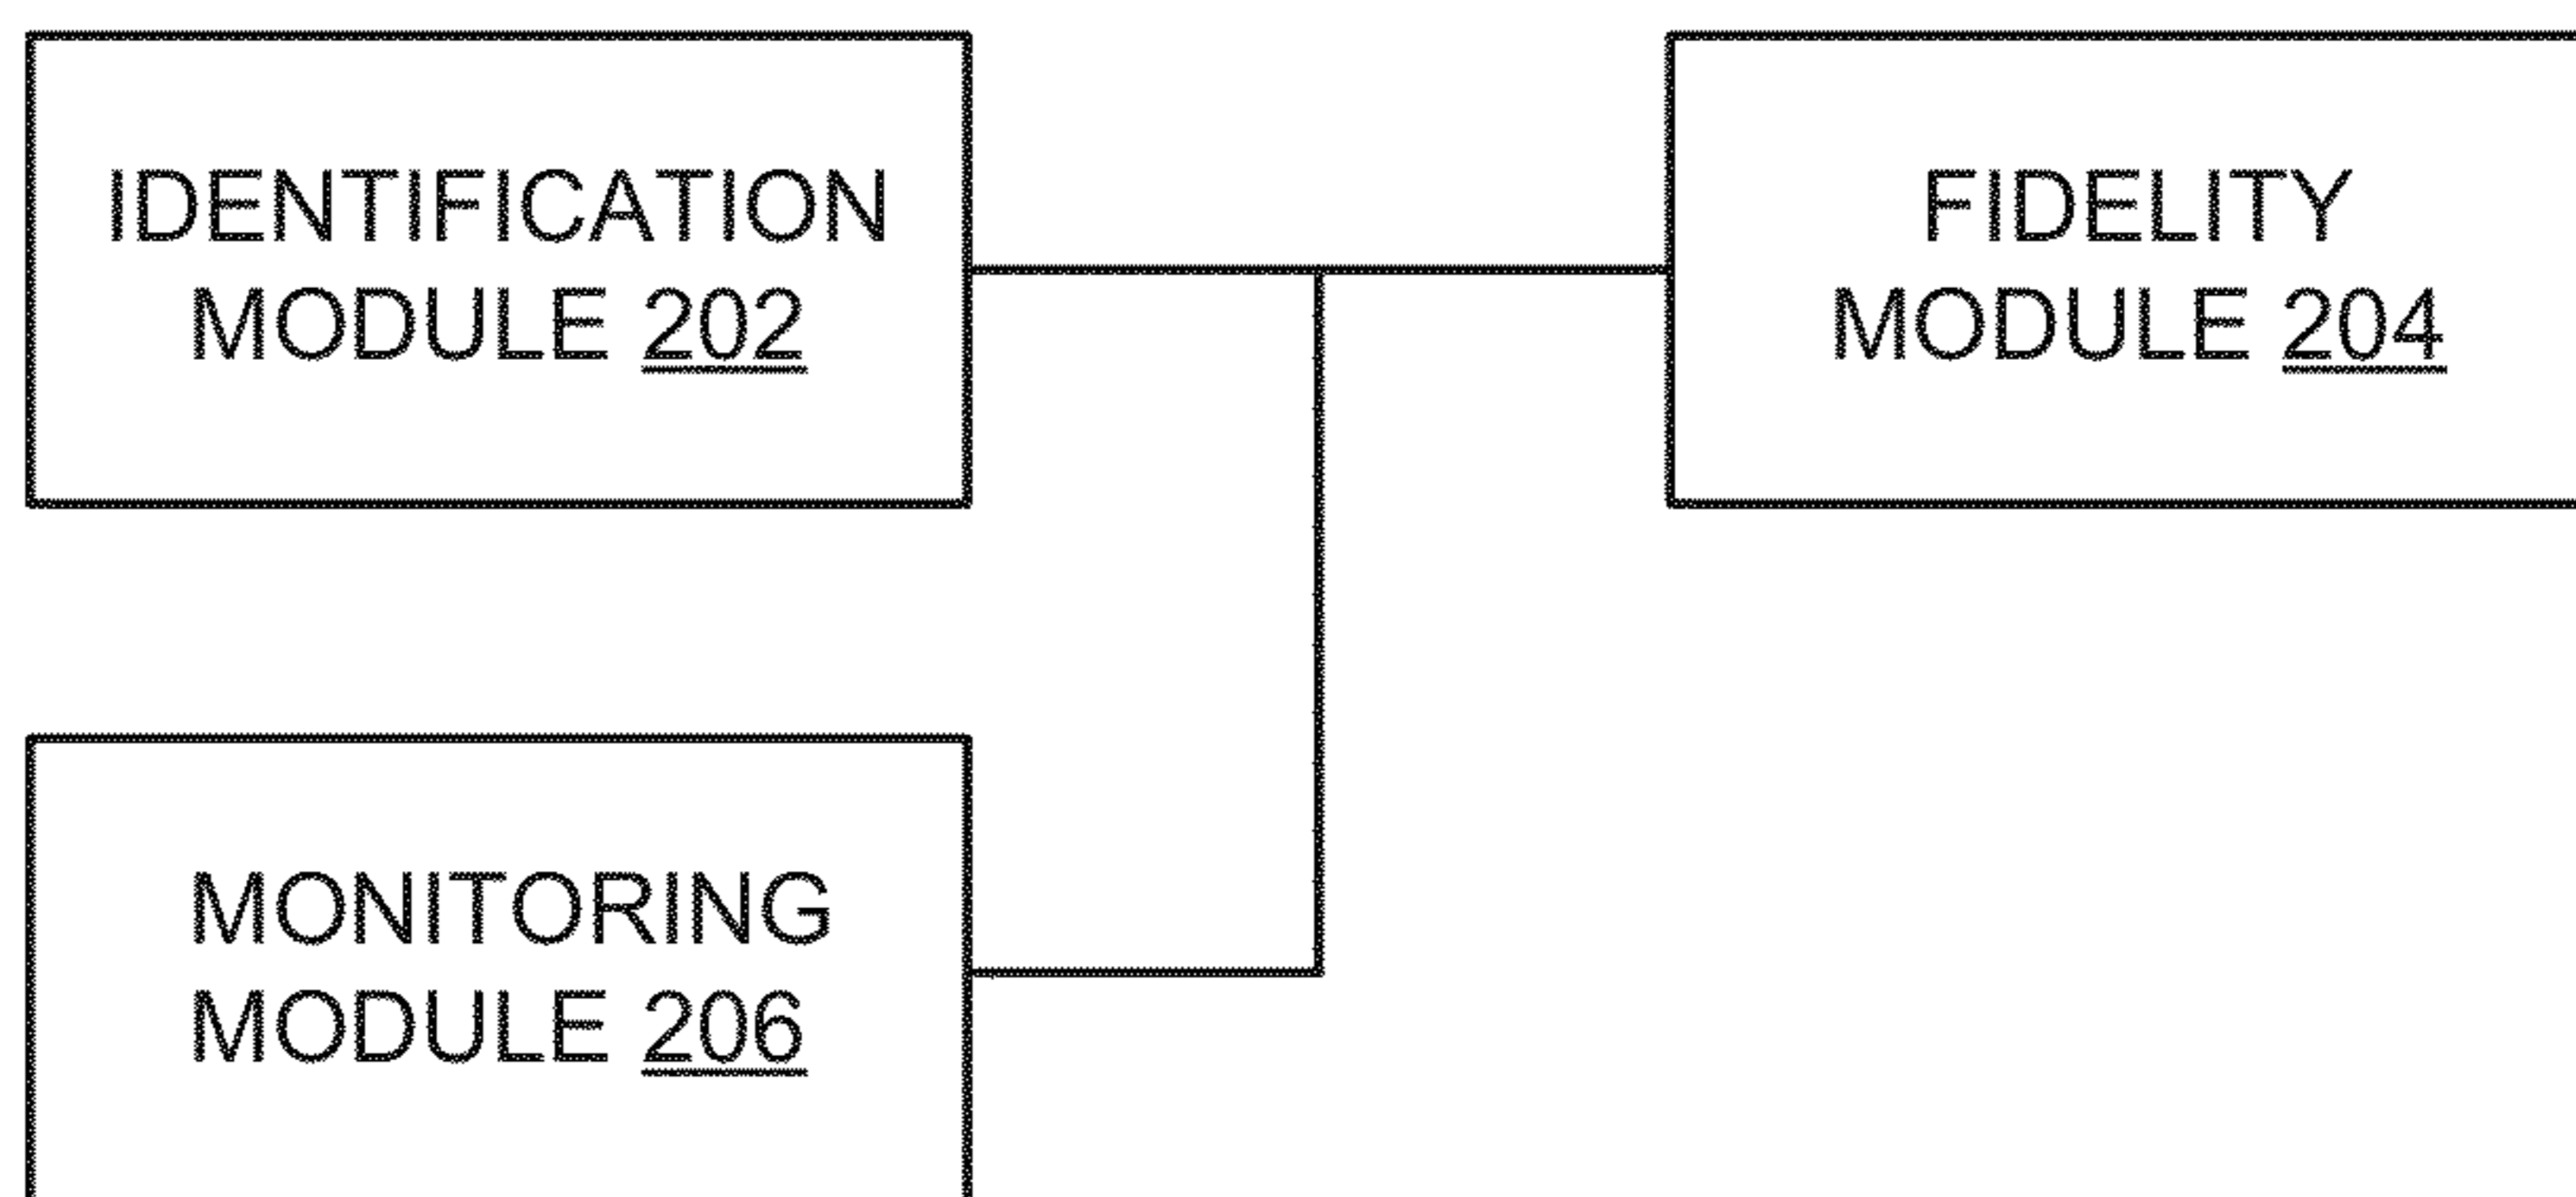 IDENTIFICATION
MODULE 202
FIDELITY
MODULE 204
MONITORING
MODULE 206